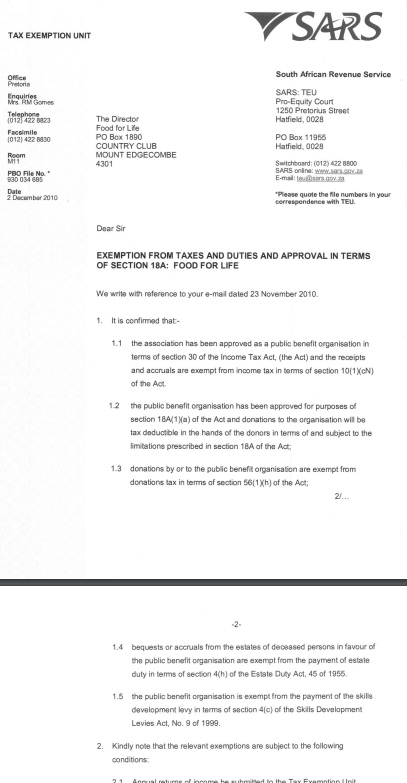 SARS
TAX EXEMPTION UNIT
Office
Pretoria
Enquiries
Mrs. RM Gomes
Telephone
(012) 422 8823
Facsimile
(012) 422 8830
Room
M11
PBO File No. *
930 034 685
Date
2 December 2010
The Director
Food for Life
PO Box 1890
COUNTRY CLUB
MOUNT EDGECOMBE
4301
South African Revenue Service
SARS: TEU
Pro-Equity Court
1250 Pretorius Street
Hatfield, 0028
PO Box 11955
Hatfield, 0028
Switchboard: (012) 422 8800
SARS online: www.sars.gov.za
E-mail: teu@sars.gov.za
*Please quote the file numbers in your
correspondence with TEU.
Dear Sir
EXEMPTION FROM TAXES AND DUTIES AND APPROVAL IN TERMS
OF SECTION 18A: FOOD FOR LIFE
We write with reference to your e-mail dated 23 November 2010.
1. It is confirmed that:-
1.1 the association has been approved as a public benefit organisation in
terms of section 30 of the Income Tax Act, (the Act) and the receipts
and accruals are exempt from income tax in terms of section 10(1)(cN)
of the Act.
1.2 the public benefit organisation has been approved for purposes of
section 18A(1)(a) of the Act and donations to the organisation will be
tax deductible in the hands of the donors in terms of and subject to the
limitations prescribed in section 18A of the Act;
1.3 donations by or to the public benefit organisation are exempt from
donations tax in terms of section 56(1)(h) of the Act;
2/...
-2-
1.4 bequests or accruals from the estates of deceased persons in favour of
the public benefit organisation are exempt from the payment of estate
duty in terms of section 4(h) of the Estate Duty Act, 45 of 1955.
1.5 the public benefit organisation is exempt from the payment of the skills
development levy in terms of section 4(c) of the Skills Development
Levies Act, No. 9 of 1999.
2. Kindly note that the relevant exemptions are subject to the following
conditions:
2.1 Annual returns of income be submitted to the Tax Exemption Unit